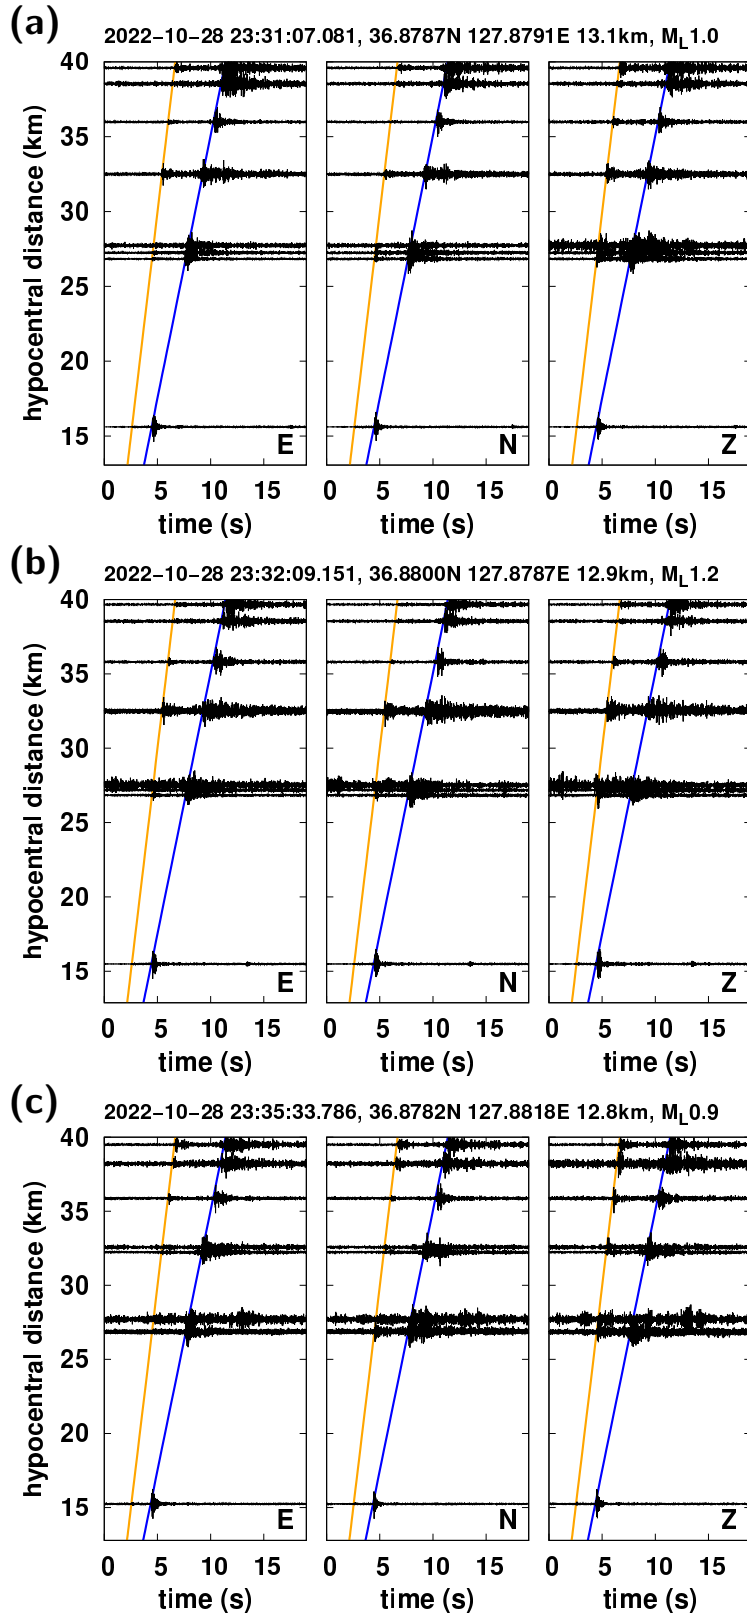 (a)
2022−10−28 23:31:07.081, 36.8787N 127.8791E 13.1km, M_L1.0
hypocentral distance (km)
40
35
30
25
20
15
E
N
Z
0 5 10 15
0 5 10 15
0 5 10 15
time (s)
time (s)
time (s)
(b)
2022−10−28 23:32:09.151, 36.8800N 127.8787E 12.9km, M_L1.2
hypocentral distance (km)
40
35
30
25
20
15
E
N
Z
0 5 10 15
0 5 10 15
0 5 10 15
time (s)
time (s)
time (s)
(c)
2022−10−28 23:35:33.786, 36.8782N 127.8818E 12.8km, M_L0.9
hypocentral distance (km)
40
35
30
25
20
15
E
N
Z
0 5 10 15
0 5 10 15
0 5 10 15
time (s)
time (s)
time (s)